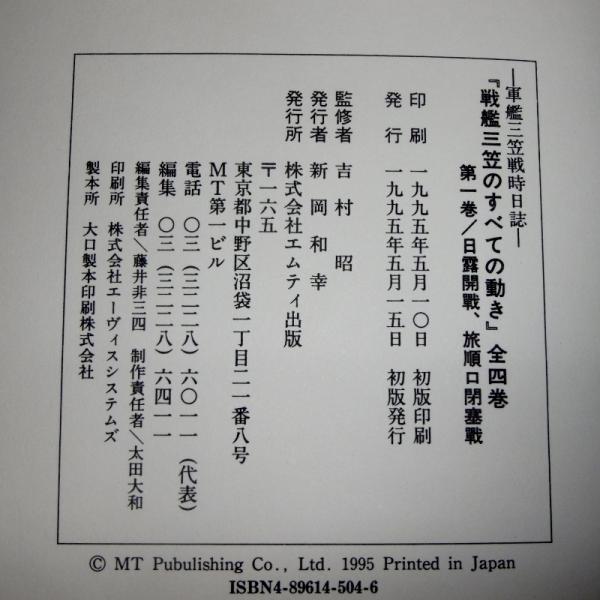 ―軍艦三笠戦時日誌―
『戦艦三笠のすべての動き』全四巻
第一巻/日露開戰、旅順口閉塞戰
印刷 一九九五年五月一〇日 初版印刷
発行 一九九五年五月一五日 初版発行
監修者 吉村昭
発行者 新岡和幸
発行所 株式会社エムティ出版
〒一六五
東京都中野区沼袋一丁目二一番八号
MT第一ビル
電話 〇三(三二二八)六〇一一(代表)
編集 〇三(三二二八)六四一一
編集責任者/藤井非三四 制作責任者/太田大和
印刷所 株式会社エーヴィスシステムズ
製本所 大口製本印刷株式会社
© MT Pubulishing Co., Ltd. 1995 Printed in Japan
ISBN4-89614-504-6